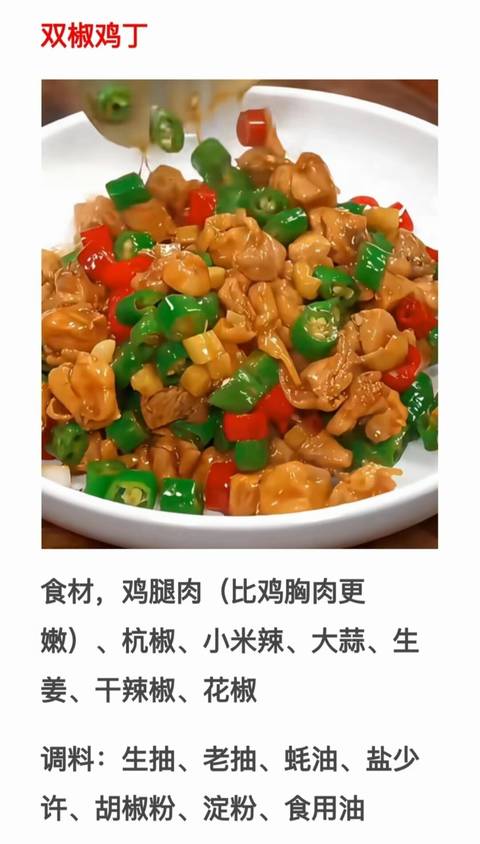 双椒鸡丁
食材，鸡腿肉（比鸡胸肉更
嫩）、杭椒、小米辣、大蒜、生
姜、干辣椒、花椒
调料：生抽、老抽、蚝油、盐少
许、胡椒粉、淀粉、食用油